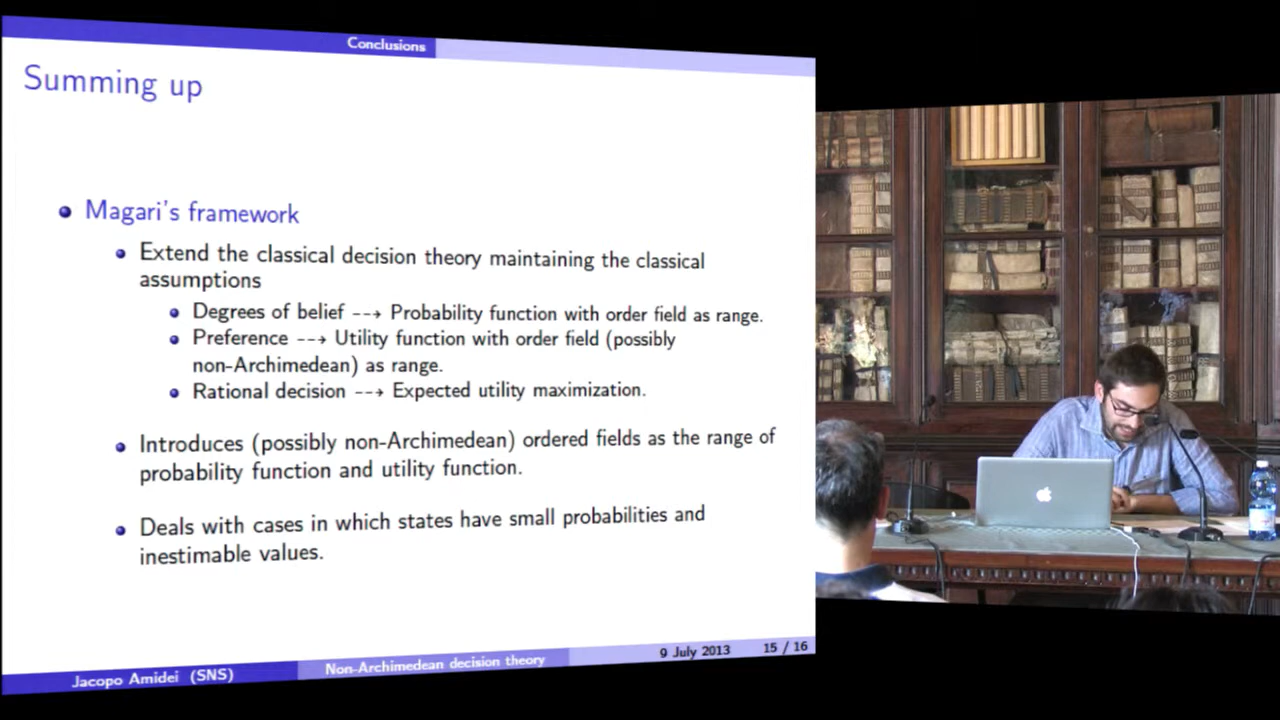 Conclusions
Summing up
Magari's framework
Extend the classical decision theory maintaining the classical
assumptions
Degrees of belief --→ Probability function with order field as range.
Preference --→ Utility function with order field (possibly
non-Archimedean) as range.
Rational decision --→ Expected utility maximization.
Introduces (possibly non-Archimedean) ordered fields as the range of
probability function and utility function.
Deals with cases in which states have small probabilities and
inestimable values.
Jacopo Amidei (SNS)
Non-Archimedean decision theory
9 July 2013
15 / 16